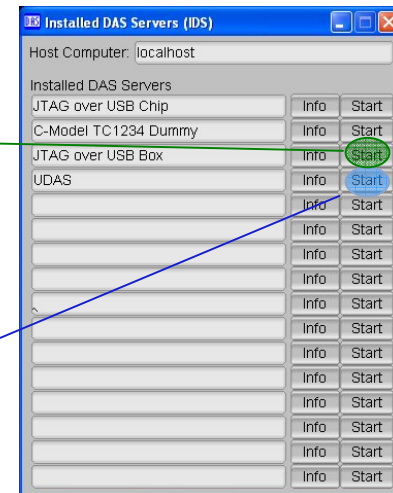 DAS Installed DAS Servers (IDS)
Host Computer: localhost
Installed DAS Servers
JTAG over USB Chip Info Start
C-Model TC1234 Dummy Info Start
JTAG over USB Box Info Start
UDAS Info Start
Info Start
Info Start
Info Start
Info Start
Info Start
Info Start
Info Start
Info Start
Info Start
Info Start
Info Start
Info Start